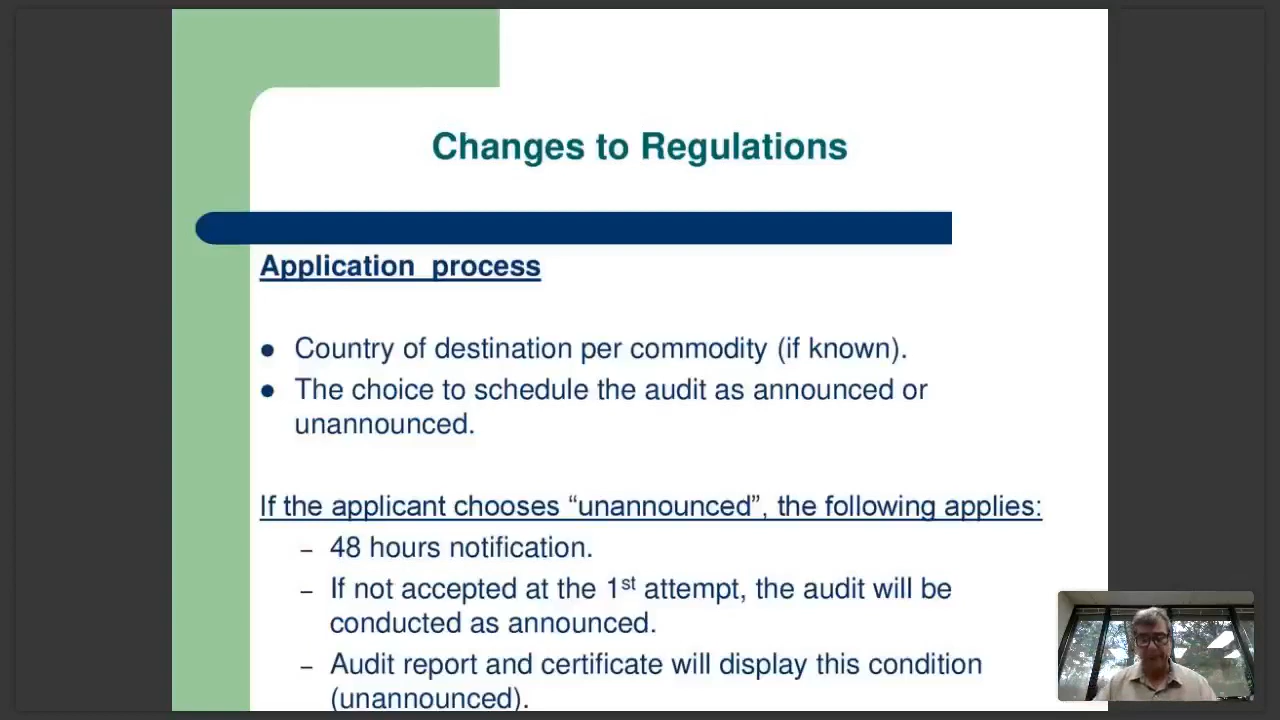 Changes to Regulations
Application process
● Country of destination per commodity (if known).
● The choice to schedule the audit as announced or
unannounced.
If the applicant chooses “unannounced”, the following applies:
– 48 hours notification.
– If not accepted at the 1st attempt, the audit will be
conducted as announced.
– Audit report and certificate will display this condition
(unannounced).